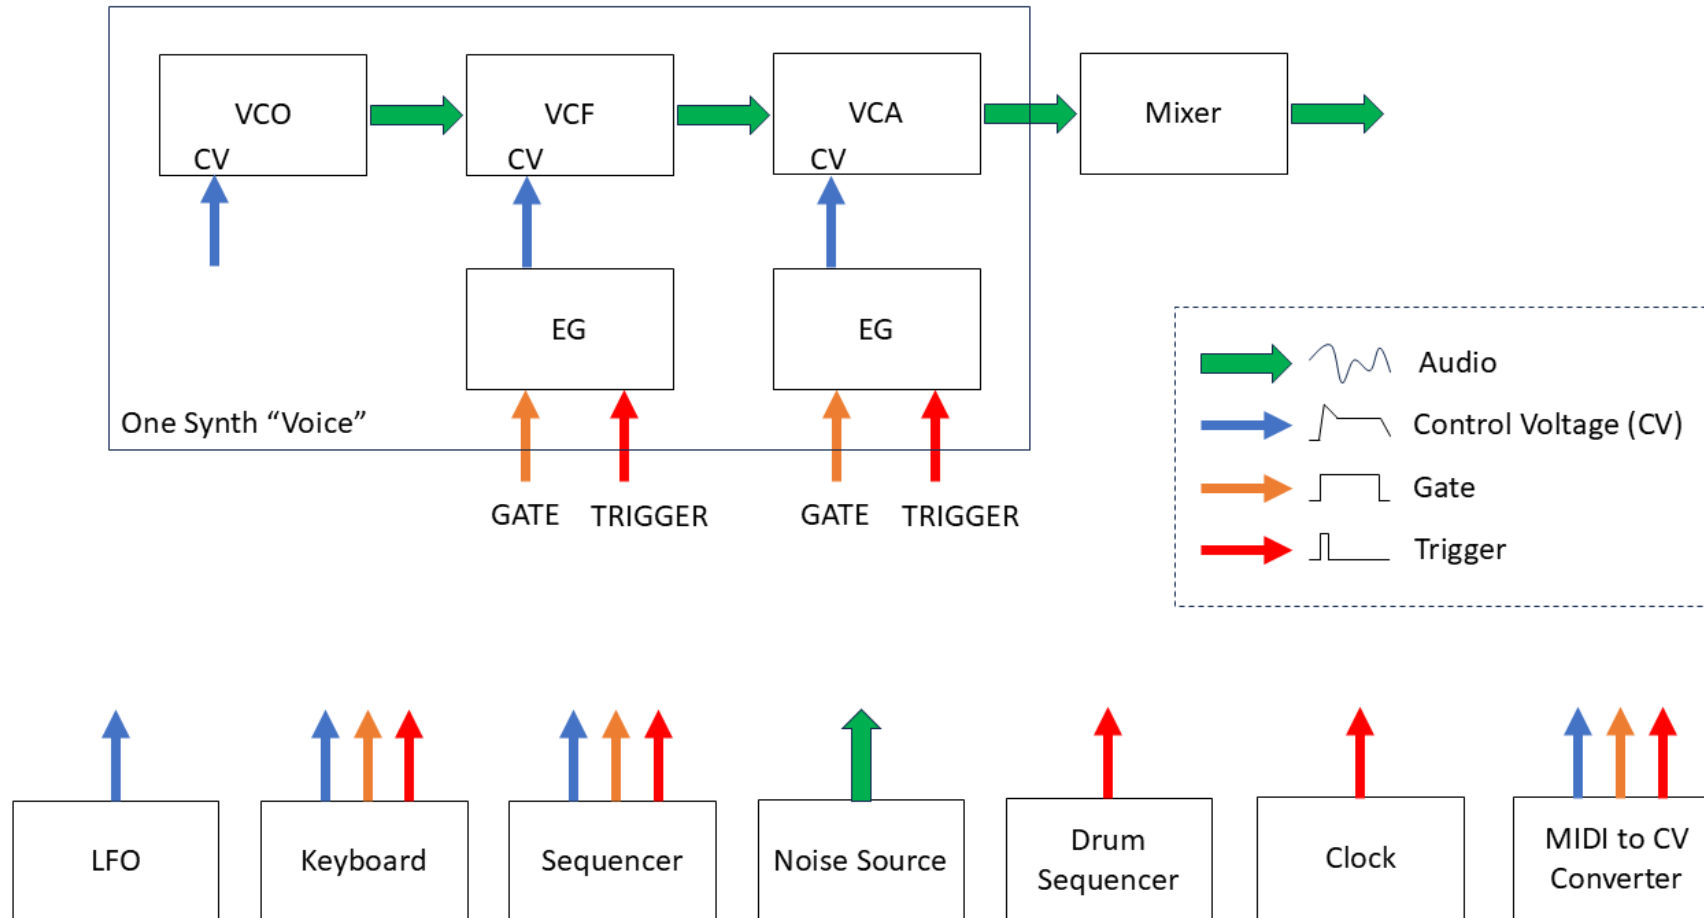 VCO
VCF
VCA
Mixer
CV
CV
CV
EG
EG
One Synth “Voice”
GATE
TRIGGER
GATE
TRIGGER
Audio
Control Voltage (CV)
Gate
Trigger
LFO
Keyboard
Sequencer
Noise Source
Drum
Sequencer
Clock
MIDI to CV
Converter